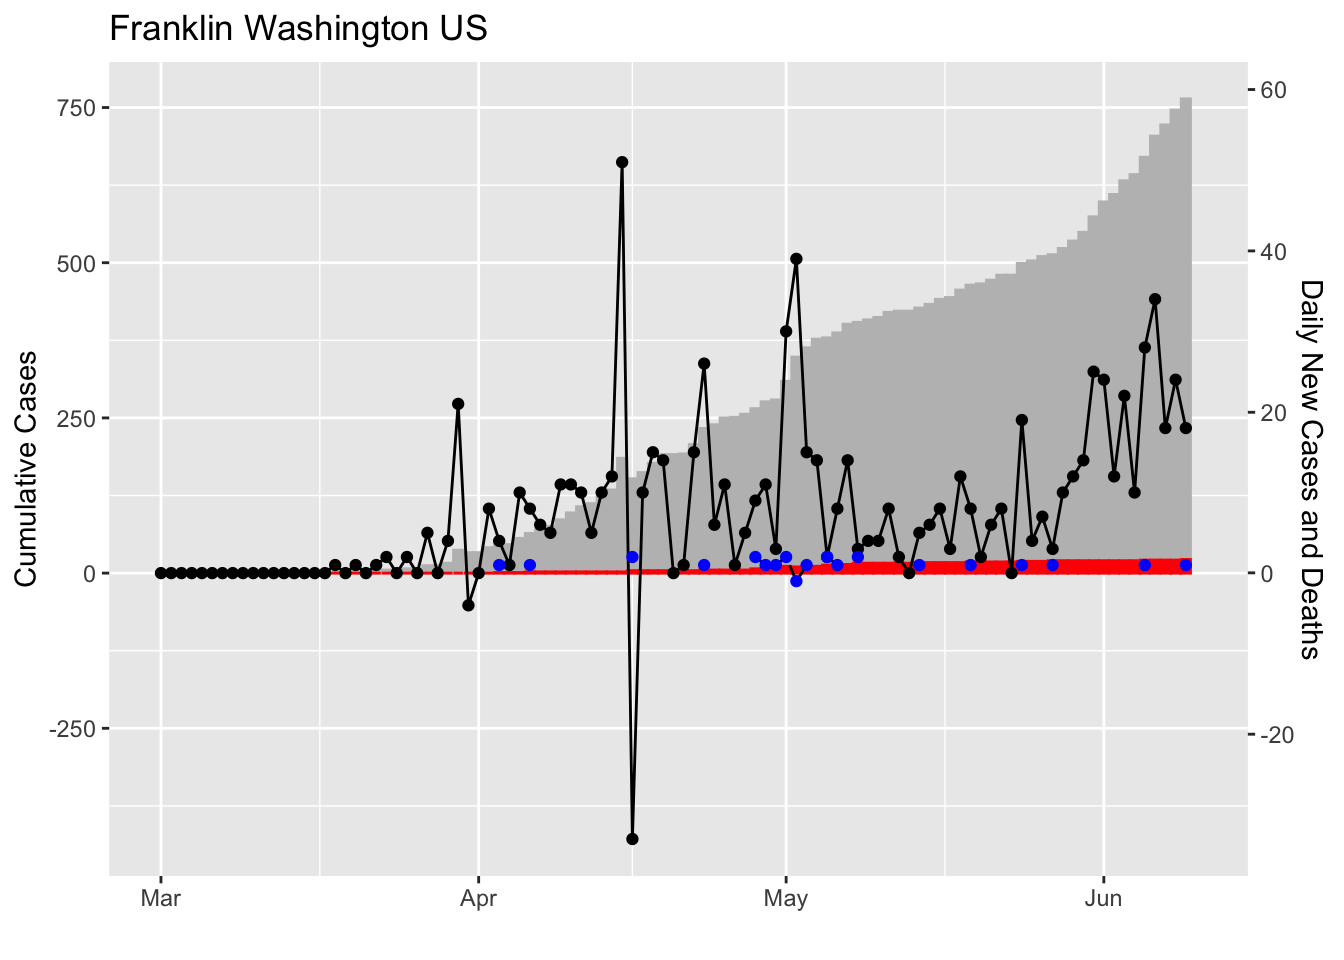 Franklin Washington US
750
500
250
0
-250
Cumulative Cases
60
40
20
0
-20
Daily New Cases and Deaths
Mar
Apr
May
Jun